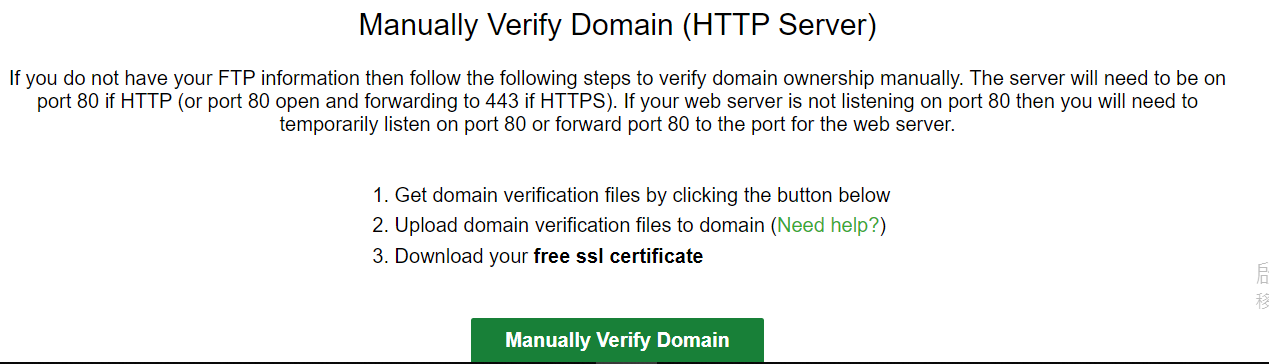 Manually Verify Domain (HTTP Server)
If you do not have your FTP information then follow the following steps to verify domain ownership manually. The server will need to be on
port 80 if HTTP (or port 80 open and forwarding to 443 if HTTPS). If your web server is not listening on port 80 then you will need to
temporarily listen on port 80 or forward port 80 to the port for the web server.
1. Get domain verification files by clicking the button below
2. Upload domain verification files to domain (Need help?)
3. Download your free ssl certificate
Manually Verify Domain